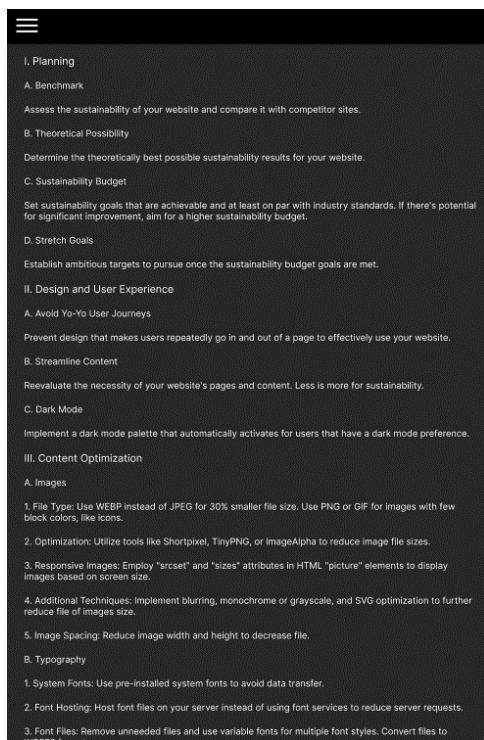 I. Planning
A. Benchmark
Assess the sustainability of your website and compare it with competitor sites.
B. Theoretical Possibility
Determine the theoretically best possible sustainability results for your website.
C. Sustainability Budget
Set sustainability goals that are achievable and at least on par with industry standards. If there's potential
for significant improvement, aim for a higher sustainability budget.
D. Stretch Goals
Establish ambitious targets to pursue once the sustainability budget goals are met.
II. Design and User Experience
A. Avoid Yo-Yo User Journeys
Prevent design that makes users repeatedly go in and out of a page to effectively use your website.
B. Streamline Content
Reevaluate the necessity of your website's pages and content. Less is more for sustainability.
C. Dark Mode
Implement a dark mode palette that automatically activates for users that have a dark mode preference.
III. Content Optimization
A. Images
1. File Type: Use WEBP instead of JPEG for 30% smaller file size. Use PNG or GIF for images with few
block colors, like icons.
2. Optimization: Utilize tools like Shortpixel, TinyPNG, or ImageAlpha to reduce image file sizes.
3. Responsive Images: Employ "srcset" and "sizes" attributes in HTML "picture" elements to display
images based on screen size.
4. Additional Techniques: Implement blurring, monochrome or grayscale, and SVG optimization to further
reduce file of images size.
5. Image Spacing: Reduce image width and height to decrease file.
B. Typography
1. System Fonts: Use pre-installed system fonts to avoid data transfer.
2. Font Hosting: Host font files on your server instead of using font services to reduce server requests.
3. Font Files: Remove unneeded files and use variable fonts for multiple font styles. Convert files to